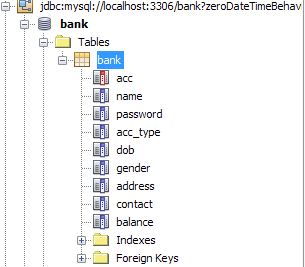 jdbc:mysql://localhost:3306/bank?zeroDateTimeBehav
bank
Tables
bank
acc
name
password
acc_type
dob
gender
address
contact
balance
Indexes
Foreign Keys